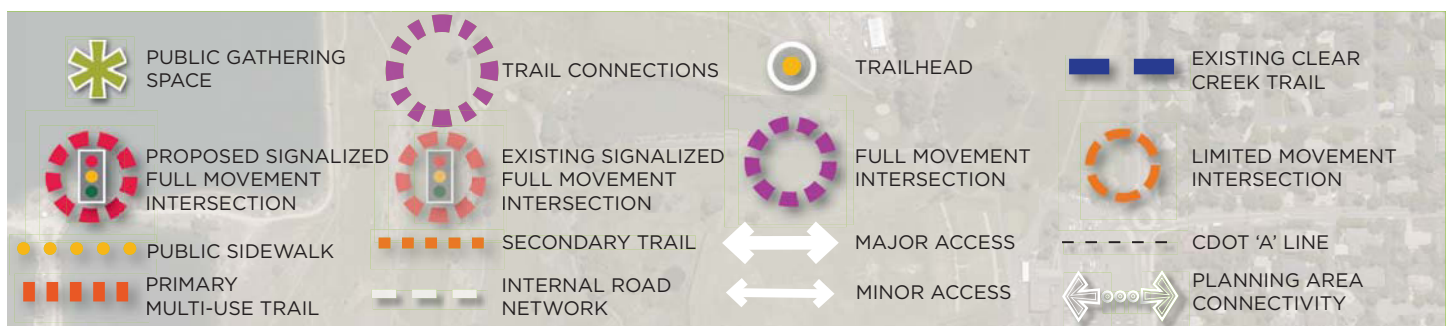 PUBLIC GATHERING
SPACE
TRAIL CONNECTIONS
TRAILHEAD
EXISTING CLEAR
CREEK TRAIL
PROPOSED SIGNALIZED
FULL MOVEMENT
INTERSECTION
EXISTING SIGNALIZED
FULL MOVEMENT
INTERSECTION
FULL MOVEMENT
INTERSECTION
LIMITED MOVEMENT
INTERSECTION
PUBLIC SIDEWALK
SECONDARY TRAIL
MAJOR ACCESS
CDOT ‘A’ LINE
PRIMARY
MULTI-USE TRAIL
INTERNAL ROAD
NETWORK
MINOR ACCESS
PLANNING AREA
CONNECTIVITY